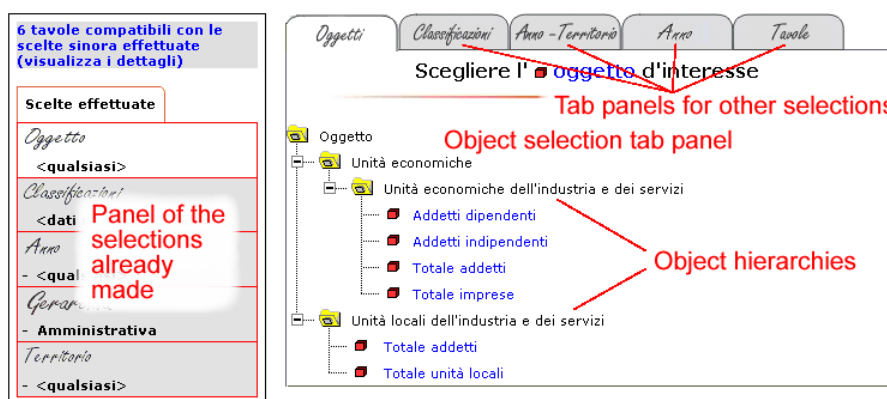 6 tavole compatibili con le
scelte sinora effettuate
(visualizza i dettagli)
Scelte effettuate
Oggetto
<qualsiasi>
Classificazioni
<dati
Anno
- <qual
Gerar
- Amministrativa
Territorio
- <qualsiasi>
Panel of the
selections
already
made
Oggetti
Classificazioni
Anno - Territorio
Anno
Tavole
Scegliere l' oggetto d'interesse
Tab panels for other selections
Object selection tab panel
Oggetto
Unità economiche
Unità economiche dell'industria e dei servizi
Addetti dipendenti
Addetti indipendenti
Totale addetti
Totale imprese
Object hierarchies
Unità locali dell'industria e dei servizi
Totale addetti
Totale unità locali